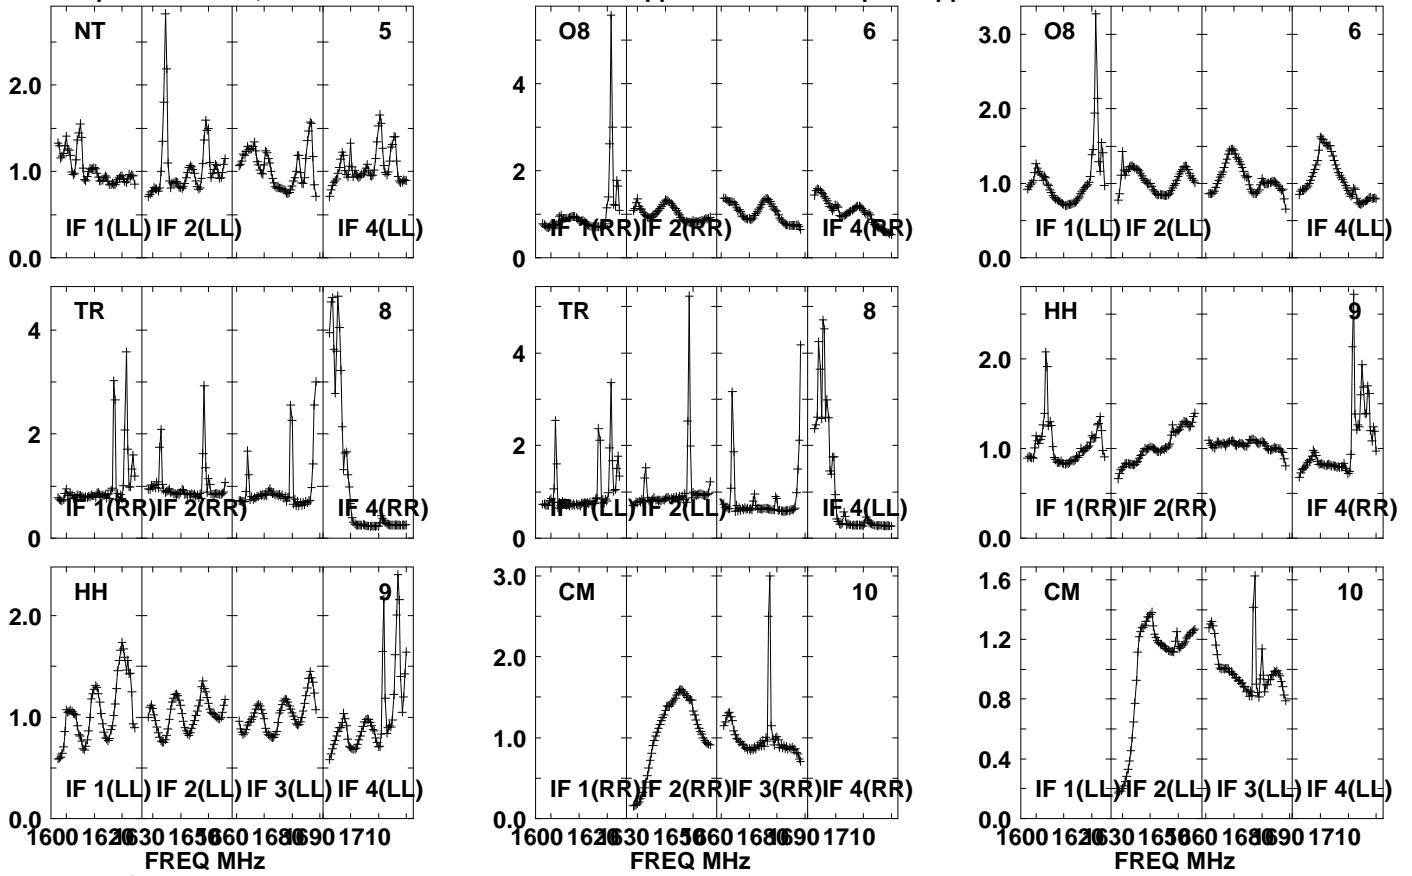 NT 5
2.0
1.0
0.0
IF 1(LL) IF 2(LL) IF 4(LL)
O8 6
4
2
0
IF 1(RR) IF 2(RR) IF 4(RR)
O8 6
3.0
2.0
1.0
0.0
IF 1(LL) IF 2(LL) IF 4(LL)
TR 8
4
2
0
IF 1(RR) IF 2(RR) IF 4(RR)
TR 8
4
2
0
IF 1(LL) IF 2(LL) IF 4(LL)
HH 9
2.0
1.0
0.0
IF 1(RR) IF 2(RR) IF 4(RR)
HH 9
2.0
1.0
0.0
IF 1(LL) IF 2(LL) IF 3(LL) IF 4(LL)
1600 1620 1630 1650 1660 1680 1690 1710
FREQ MHz
CM 10
3.0
2.0
1.0
0.0
IF 1(RR) IF 2(RR) IF 3(RR) IF 4(RR)
1600 1620 1630 1650 1660 1680 1690 1710
FREQ MHz
CM 10
1.6
1.2
0.8
0.4
0.0
IF 1(LL) IF 2(LL) IF 3(LL) IF 4(LL)
1600 1620 1630 1650 1660 1680 1690 1710
FREQ MHz